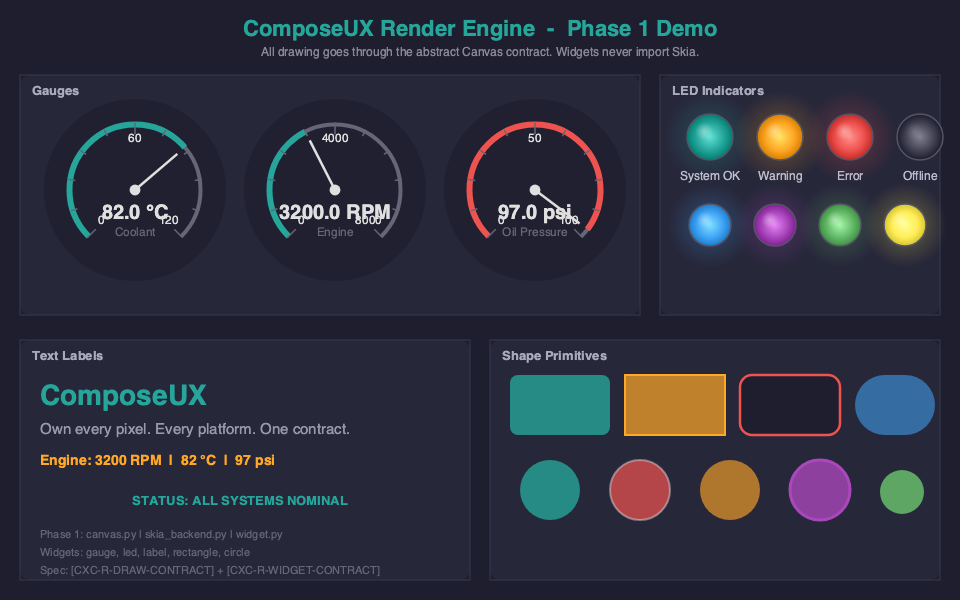 ComposeUX Render Engine  -  Phase 1 Demo
All drawing goes through the abstract Canvas contract. Widgets never import Skia.
Gauges
60
82.0 °C
0
120
Coolant
4000
3200.0 RPM
0
8000
Engine
50
97.0 psi
0
100
Oil Pressure
LED Indicators
System OK
Warning
Error
Offline
Text Labels
ComposeUX
Own every pixel. Every platform. One contract.
Engine: 3200 RPM  |  82 °C  |  97 psi
STATUS: ALL SYSTEMS NOMINAL
Phase 1: canvas.py | skia_backend.py | widget.py
Widgets: gauge, led, label, rectangle, circle
Spec: [CXC-R-DRAW-CONTRACT] + [CXC-R-WIDGET-CONTRACT]
Shape Primitives